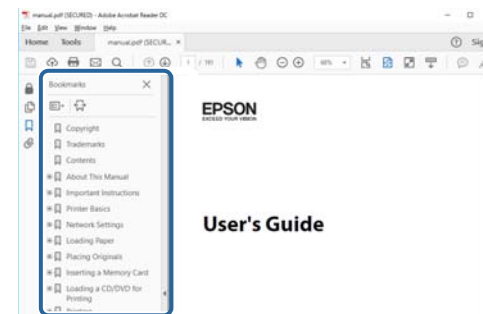 manual.pdf (SECURED) - Adobe Acrobat Reader DC
File Edit View Window Help
Home Tools manual.pdf (SECUR... ×
Sig
Bookmarks
Copyright
Trademarks
Contents
About This Manual
Important Instructions
Printer Basics
Network Settings
Loading Paper
Placing Originals
Inserting a Memory Card
Loading a CD/DVD for
Printing
EPSON
EXCEED YOUR VISION
User's Guide